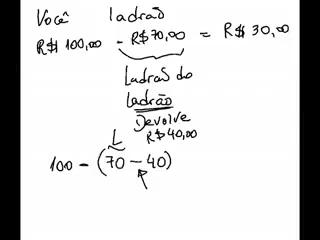 Você ladrão
R$ 100,00 - R$ 70,00 = R$ 30,00
Ladrão do
ladrão
Devolve
R$ 40,00
L
100 - (70 - 40)